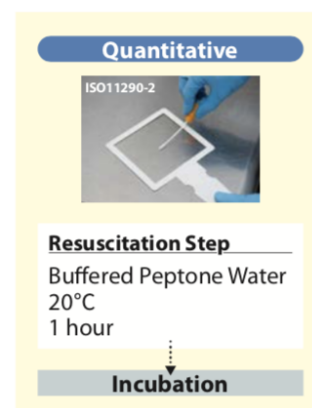 Quantitative
ISO11290-2
Resuscitation Step
Buffered Peptone Water
20°C
1 hour
Incubation